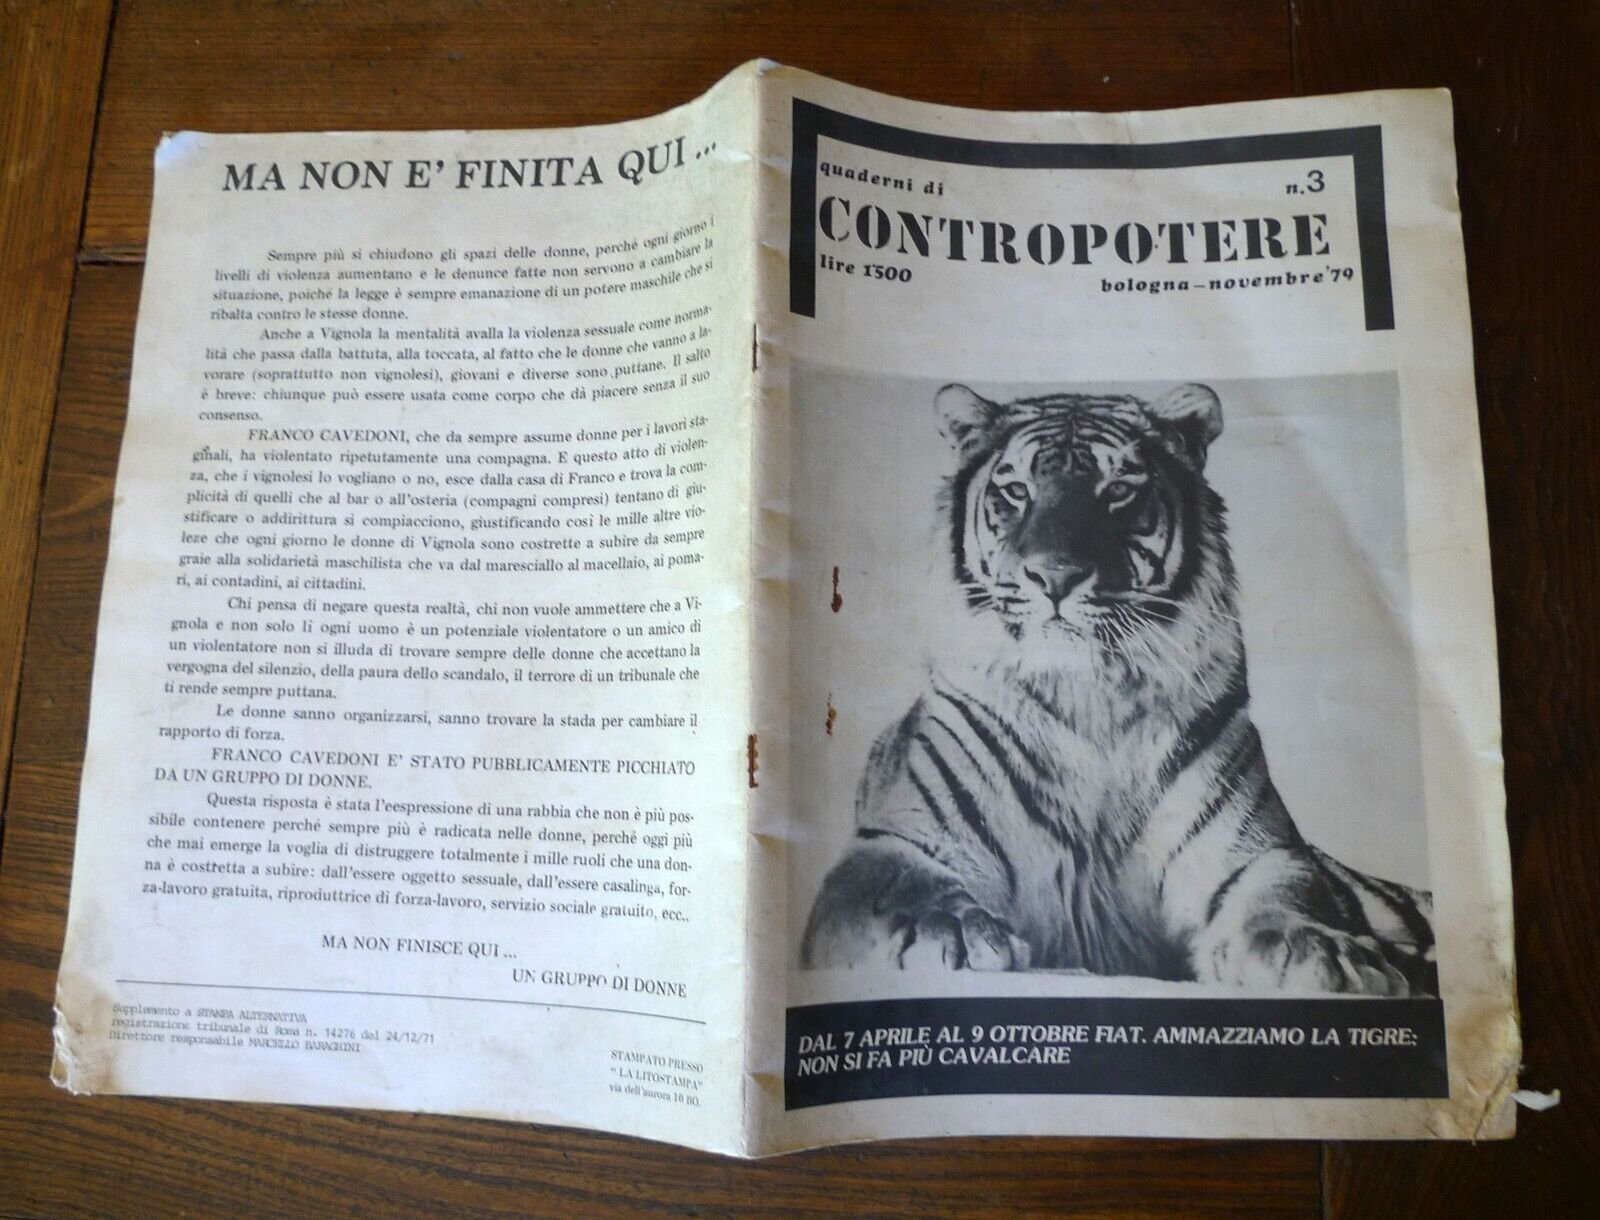 MA NON E' FINITA QUI ...
Sempre più si chiudono gli spazi delle donne, perché ogni giorno i
livelli di violenza aumentano e le denunce fatte non servono a cambiare la
situazione, poiché la legge è sempre emanazione di un potere maschile che si
ribalta contro le stesse donne.
Anche a Vignola la mentalità avalla la violenza sessuale come norma-
lità che passa dalla battuta, alla toccata, al fatto che le donne che vanno a la-
vorare (soprattutto non vignolesi), giovani e diverse sono puttane. Il salto
è breve: chiunque può essere usata come corpo che dà piacere senza il suo
consenso.
FRANCO CAVEDONI, che da sempre assume donne per i lavori sta-
ginali, ha violentato ripetutamente una compagna. E questo atto di violen-
za, che i vignolesi lo vogliano o no, esce dalla casa di Franco e trova la com-
plicità di quelli che al bar o all'osteria (compagni compresi) tentano di giu-
stificare o addirittura si compiacciono, giustificando così le mille altre vio-
leze che ogni giorno le donne di Vignola sono costrette a subire da sempre
graie alla solidarietà maschilista che va dal maresciallo al macellaio, ai poma-
ri, ai contadini, ai cittadini.
Chi pensa di negare questa realtà, chi non vuole ammettere che a Vi-
gnola e non solo lì ogni uomo è un potenziale violentatore o un amico di
un violentatore non si illuda di trovare sempre delle donne che accettano la
vergogna del silenzio, della paura dello scandalo, il terrore di un tribunale che
ti rende sempre puttana.
Le donne sanno organizzarsi, sanno trovare la stada per cambiare il
rapporto di forza.
FRANCO CAVEDONI E' STATO PUBBLICAMENTE PICCHIATO
DA UN GRUPPO DI DONNE.
Questa risposta è stata l'eespressione di una rabbia che non è più pos-
sibile contenere perché sempre più è radicata nelle donne, perché oggi più
che mai emerge la voglia di distruggere totalmente i mille ruoli che una don-
na è costretta a subire: dall'essere oggetto sessuale, dall'essere casalinga, for-
za-lavoro gratuita, riproduttrice di forza-lavoro, servizio sociale gratuito, ecc..
MA NON FINISCE QUI ...
UN GRUPPO DI DONNE
Supplemento a STAMPA ALTERNATIVA
registrazione tribunale di Roma n. 14276 del 24/12/71
Direttore responsabile MARCELLO BARAGHINI
STAMPATO PRESSO
" LA LITOSTAMPA"
via dell'aurora 10 BO.
quaderni di
n.3
CONTROPOTERE
lire 1500
bologna - novembre '79
DAL 7 APRILE AL 9 OTTOBRE FIAT. AMMAZZIAMO LA TIGRE:
NON SI FA PIÙ CAVALCARE